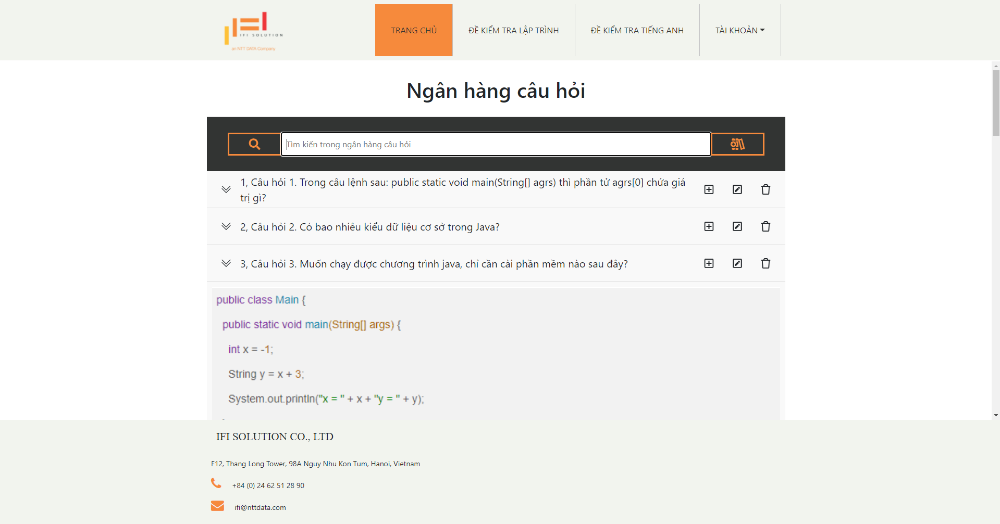 IFI SOLUTION
an NTT DATA Company
TRANG CHỦ
ĐỀ KIỂM TRA LẬP TRÌNH
ĐỀ KIỂM TRA TIẾNG ANH
TÀI KHOẢN
Ngân hàng câu hỏi
Tìm kiến trong ngân hàng câu hỏi
1, Câu hỏi 1. Trong câu lệnh sau: public static void main(String[] agrs) thì phần tử agrs[0] chứa giá
trị gì?
2, Câu hỏi 2. Có bao nhiêu kiểu dữ liệu cơ sở trong Java?
3, Câu hỏi 3. Muốn chạy được chương trình java, chỉ cần cài phần mềm nào sau đây?
public class Main {
public static void main(String[] args) {
int x = -1;
String y = x + 3;
System.out.println("x = " + x + "y = " + y);
IFI SOLUTION CO., LTD
F12, Thang Long Tower, 98A Nguy Nhu Kon Tum, Hanoi, Vietnam
+84 (0) 24 62 51 28 90
ifi@nttdata.com